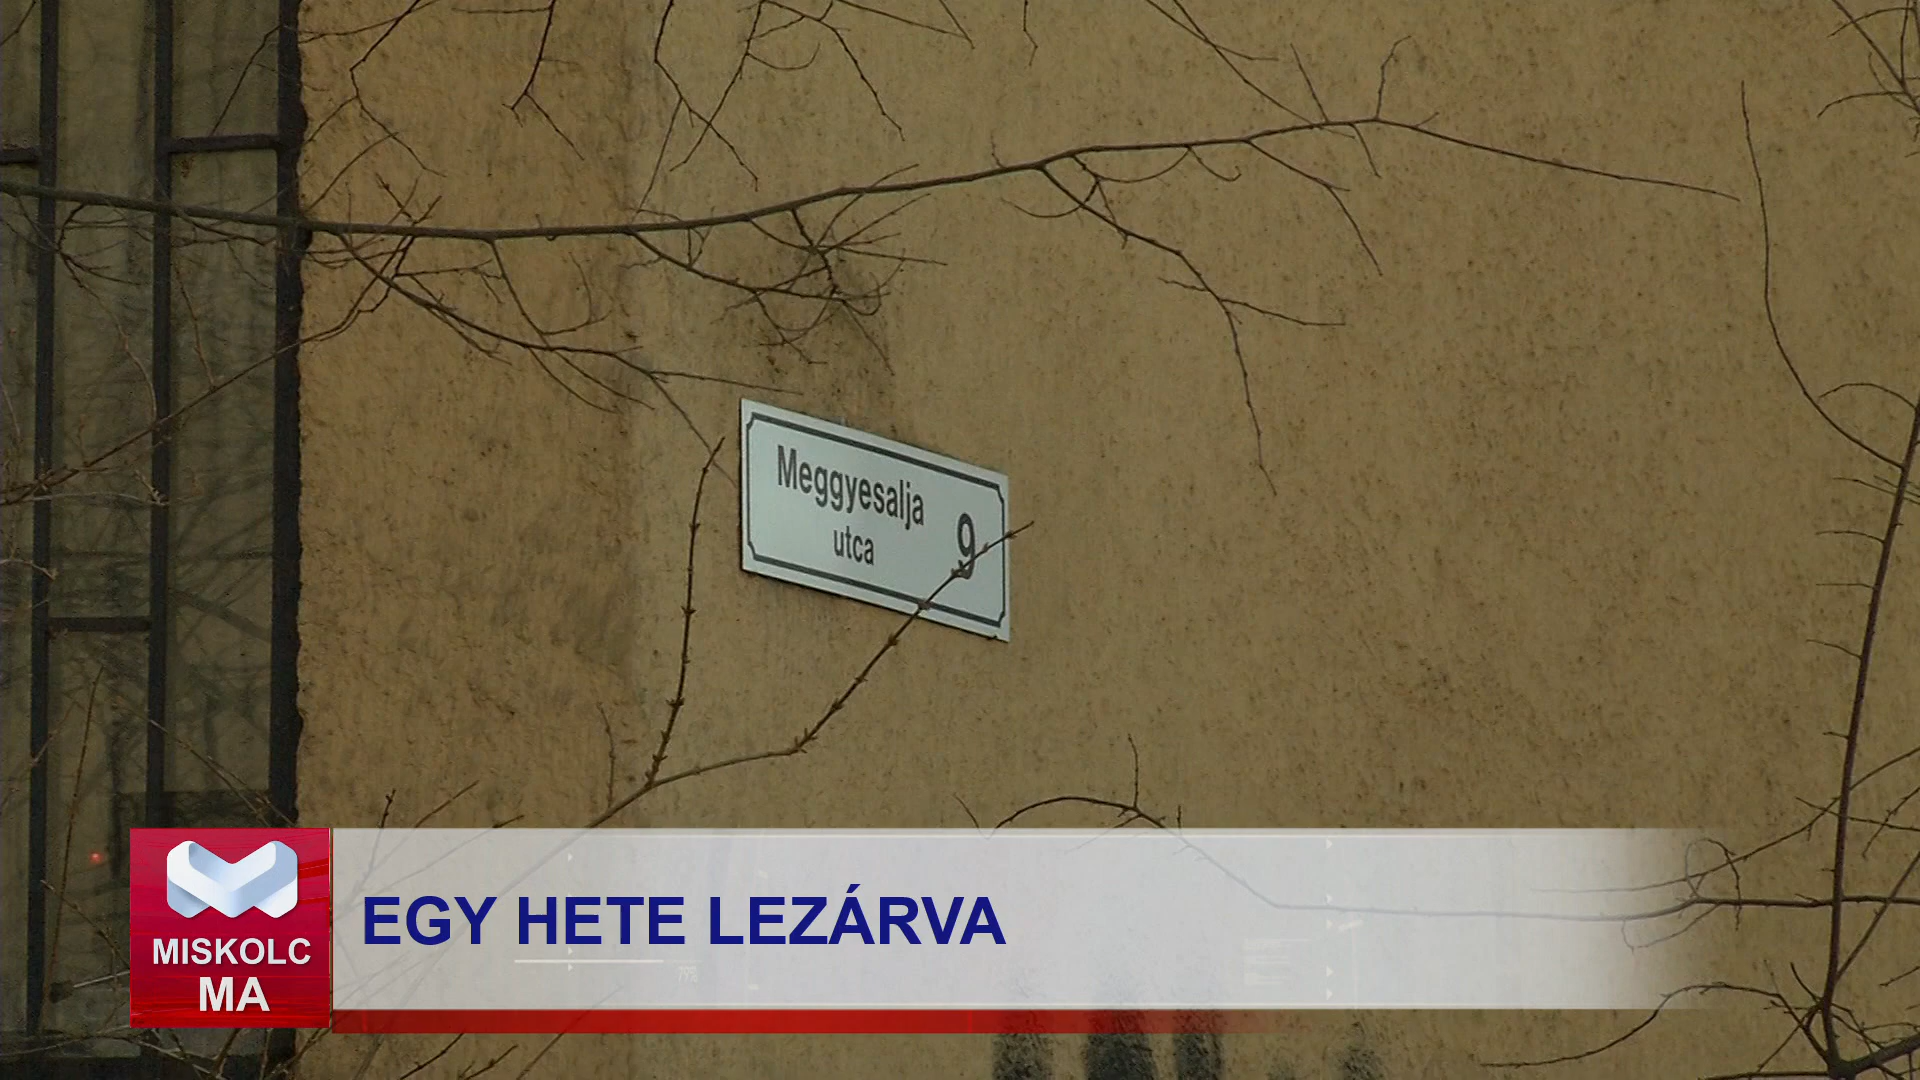 Meggyesalja
utca
9
MISKOLC
MA
EGY HETE LEZÁRVA